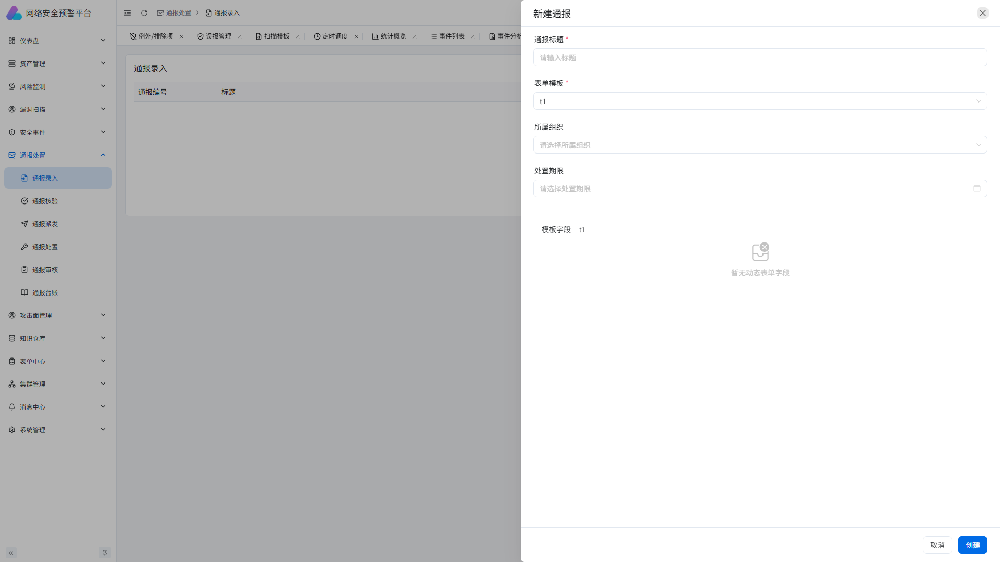 网络安全预警平台
仪表盘
资产管理
风险监测
漏洞扫描
安全事件
通报处置
通报录入
通报核验
通报派发
通报处置
通报审核
通报台账
攻击面管理
知识仓库
表单中心
集群管理
消息中心
系统管理
通报处置 通报录入
例外/排除项 误报管理 扫描模板 定时调度 统计概览 事件列表 事件分析
通报录入
通报编号 标题
新建通报
通报标题 *
请输入标题
表单模板 *
t1
所属组织
请选择所属组织
处置期限
请选择处置期限
模板字段 t1
暂无动态表单字段
取消 创建